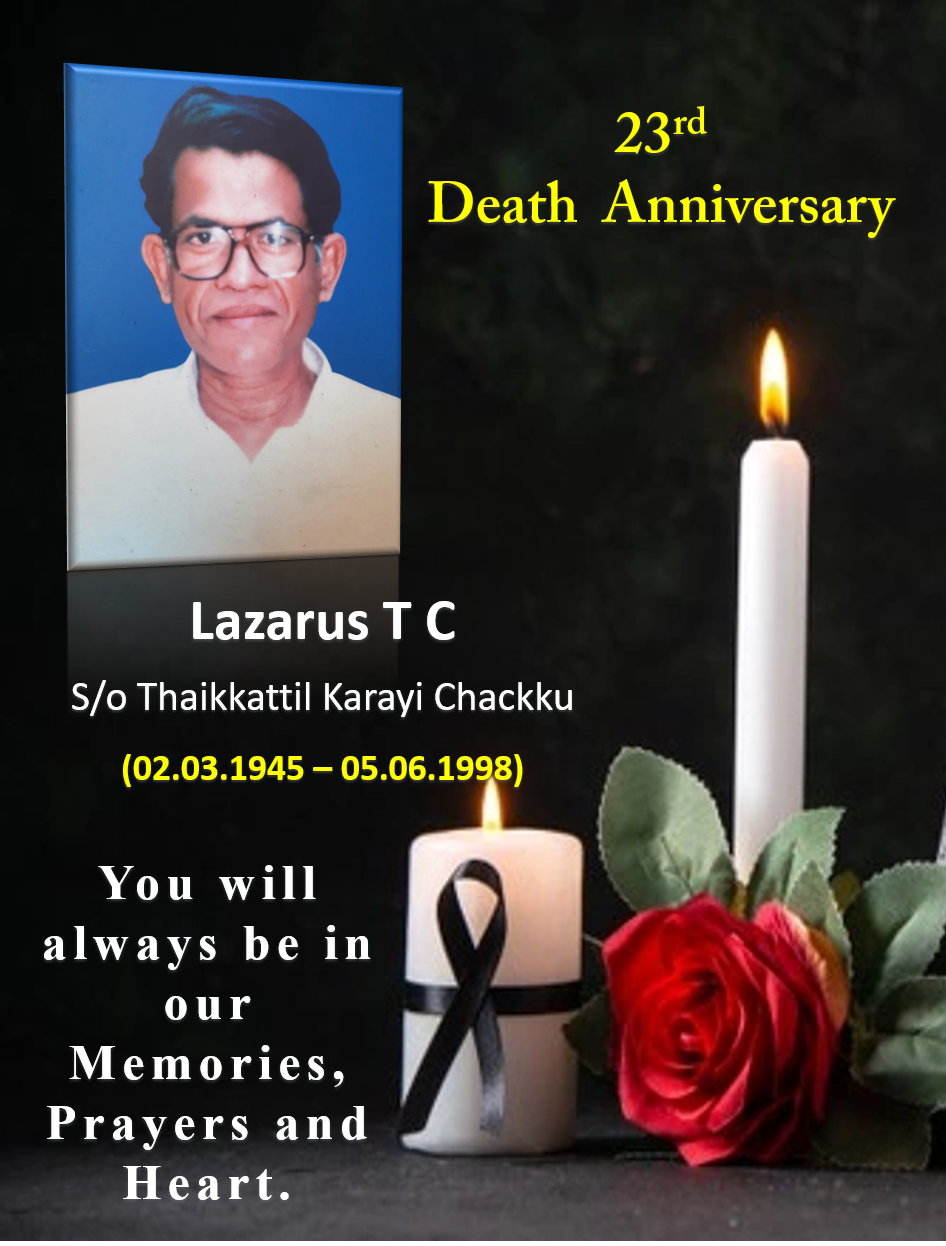 23rd
Death Anniversary
Lazarus T C
S/o Thaikkattil Karayi Chackku
(02.03.1945 – 05.06.1998)
You will
always be in
our
Memories,
Prayers and
Heart.